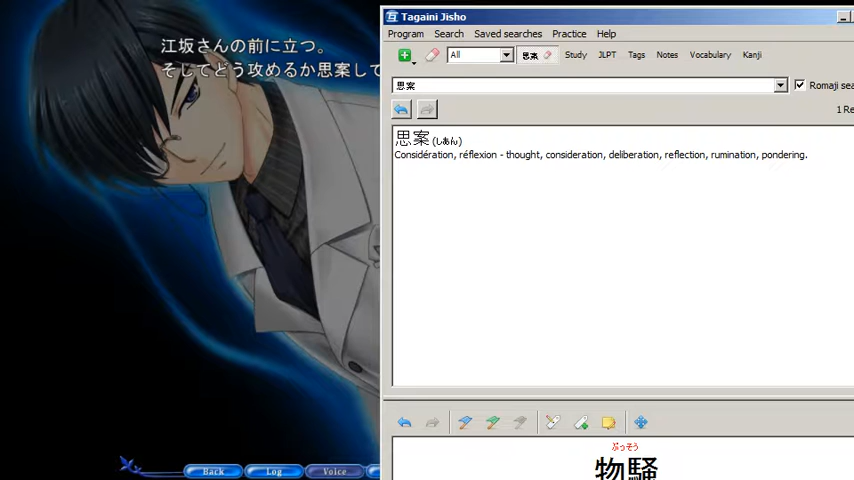 江坂さんの前に立つ。
そしてどう攻めるか思案して
Back
Log
Voice
Tagaini Jisho
Program Search Saved searches Practice Help
All 思案 Study JLPT Tags Notes Vocabulary Kanji
思案 Romaji sea
1 Re
思案 (しあん)
Considération, réflexion - thought, consideration, deliberation, reflection, rumination, pondering.
ぶっそう
物騒